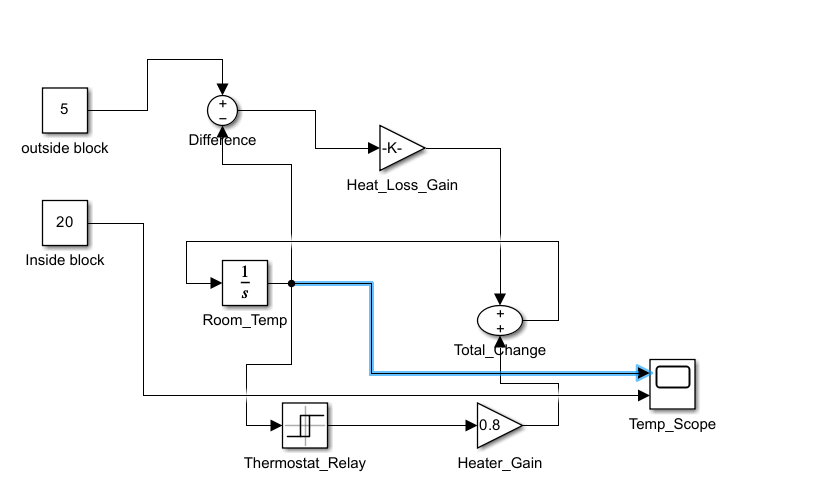 5
outside block
+
−
Difference
-K-
Heat_Loss_Gain
20
Inside block
1
s
Room_Temp
+
+
Total_Change
Temp_Scope
Thermostat_Relay
0.8
Heater_Gain